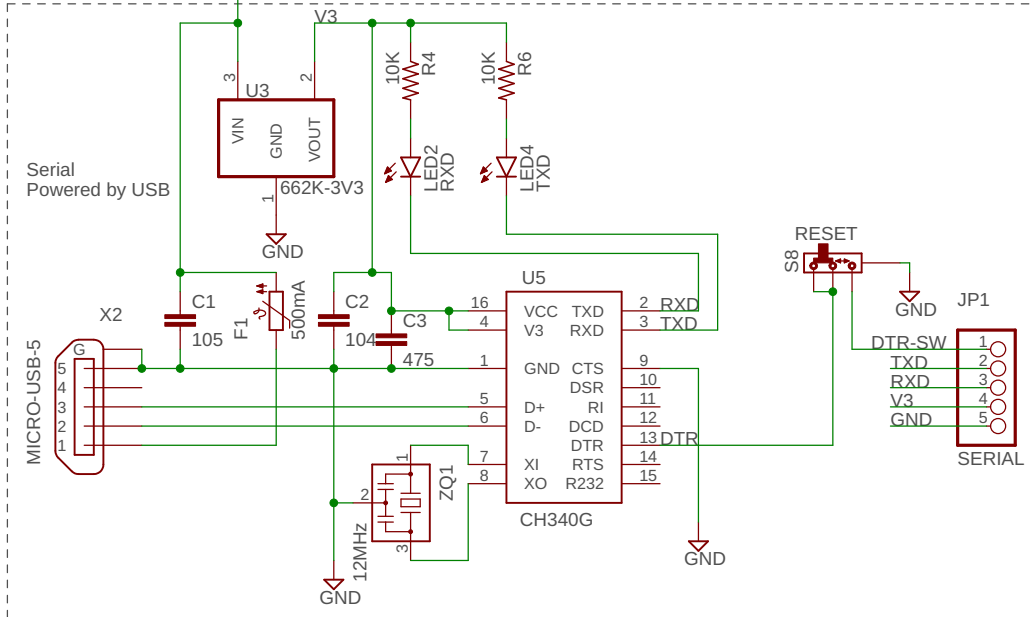 V3
3
2
U3
VIN
GND
VOUT
1
662K-3V3
GND
10K
R4
10K
R6
LED2
RXD
LED4
TXD
Serial
Powered by USB
RESET
S8
GND
X2
MICRO-USB-5
G
5
4
3
2
1
C1
105
F1
500mA
C2
104
C3
475
U5
16
VCC
TXD
2
RXD
4
V3
RXD
3
TXD
1
GND
CTS
9
DSR
10
5
D+
RI
11
6
D-
DCD
12
DTR
13
DTR
7
XI
RTS
14
8
XO
R232
15
CH340G
1
2
3
ZQ1
12MHz
GND
GND
JP1
DTR-SW
1
TXD
2
RXD
3
V3
4
GND
5
SERIAL